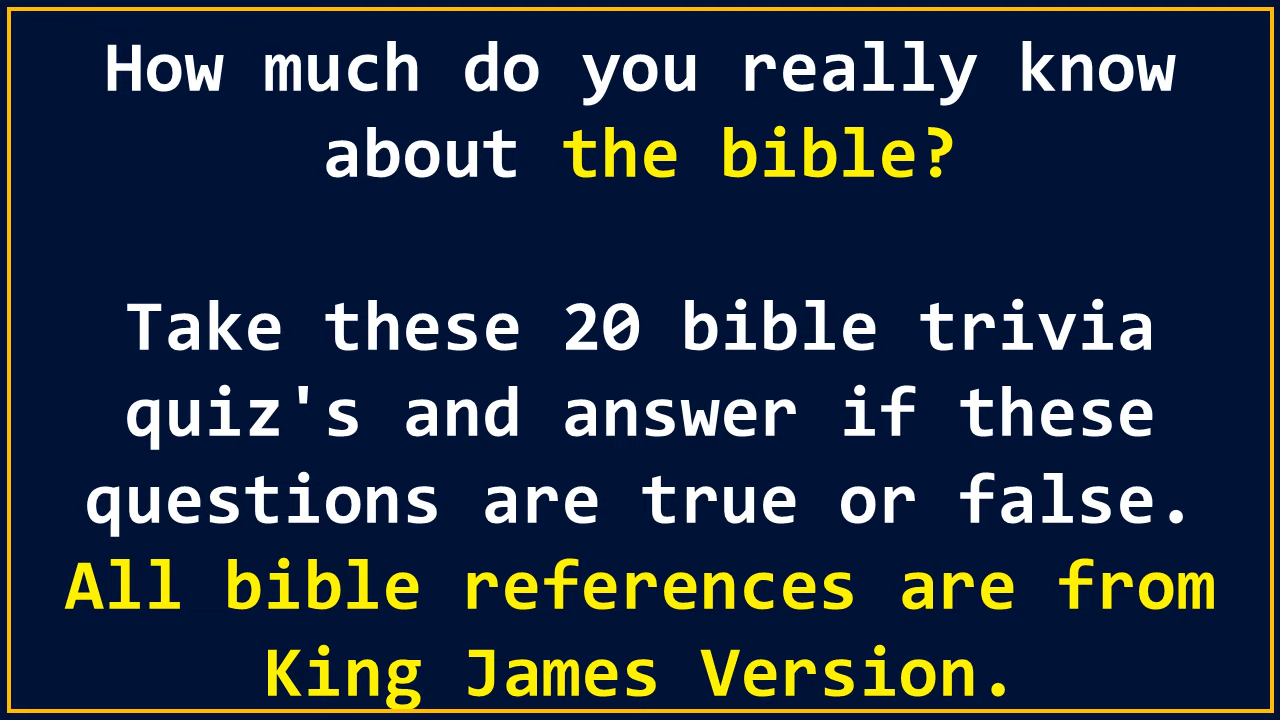 How much do you really know
about the bible?
Take these 20 bible trivia
quiz's and answer if these
questions are true or false.
All bible references are from
King James Version.